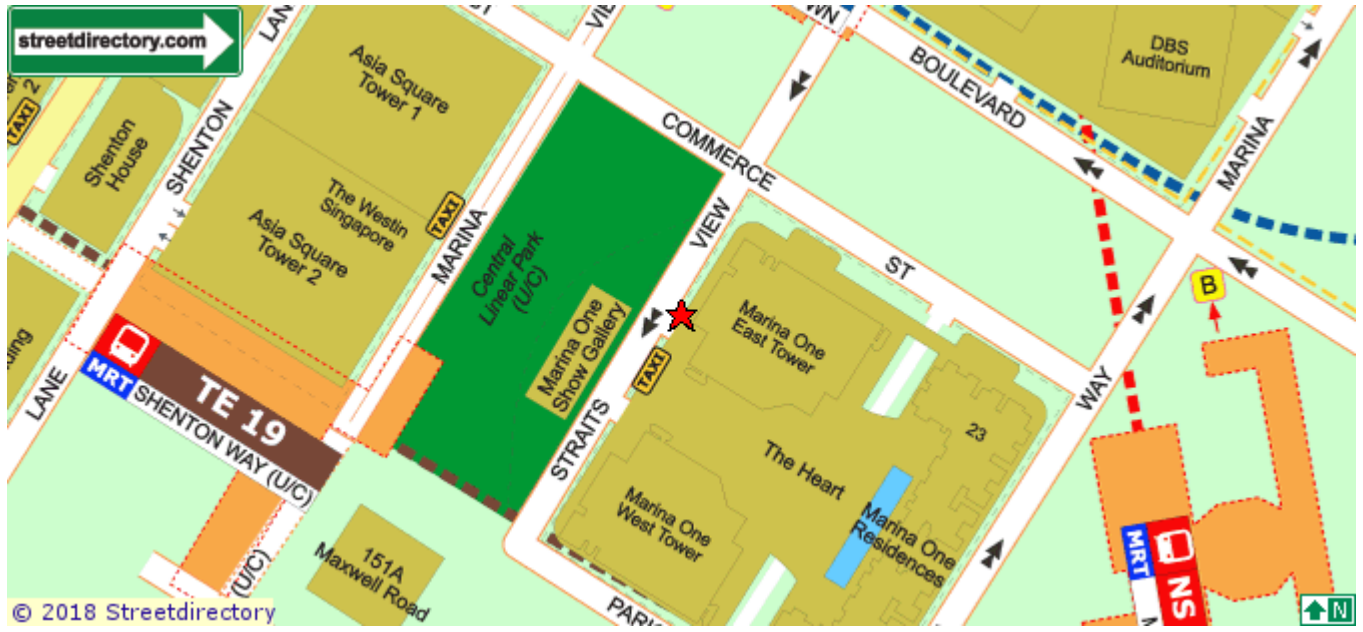 streetdirectory.com
LANE
VIEW
ST
BOULEVARD
DBS
Auditorium
Asia Square
Tower 1
TAXI
2
Shenton
House
SHENTON
COMMERCE
MARINA
The Westin
Singapore
Asia Square
Tower 2
TAXI
MARINA
Central
Linear Park
(U/C)
VIEW
ST
B
Marina One
Show Gallery
Marina One
East Tower
TAXI
MRT
TE 19
SHENTON WAY (U/C)
LANE
STRAITS
WAY
23
The Heart
Marina One
West Tower
Marina One
Residences
MRT
NS
151A
Maxwell Road
(U/C)
© 2018 Streetdirectory
N